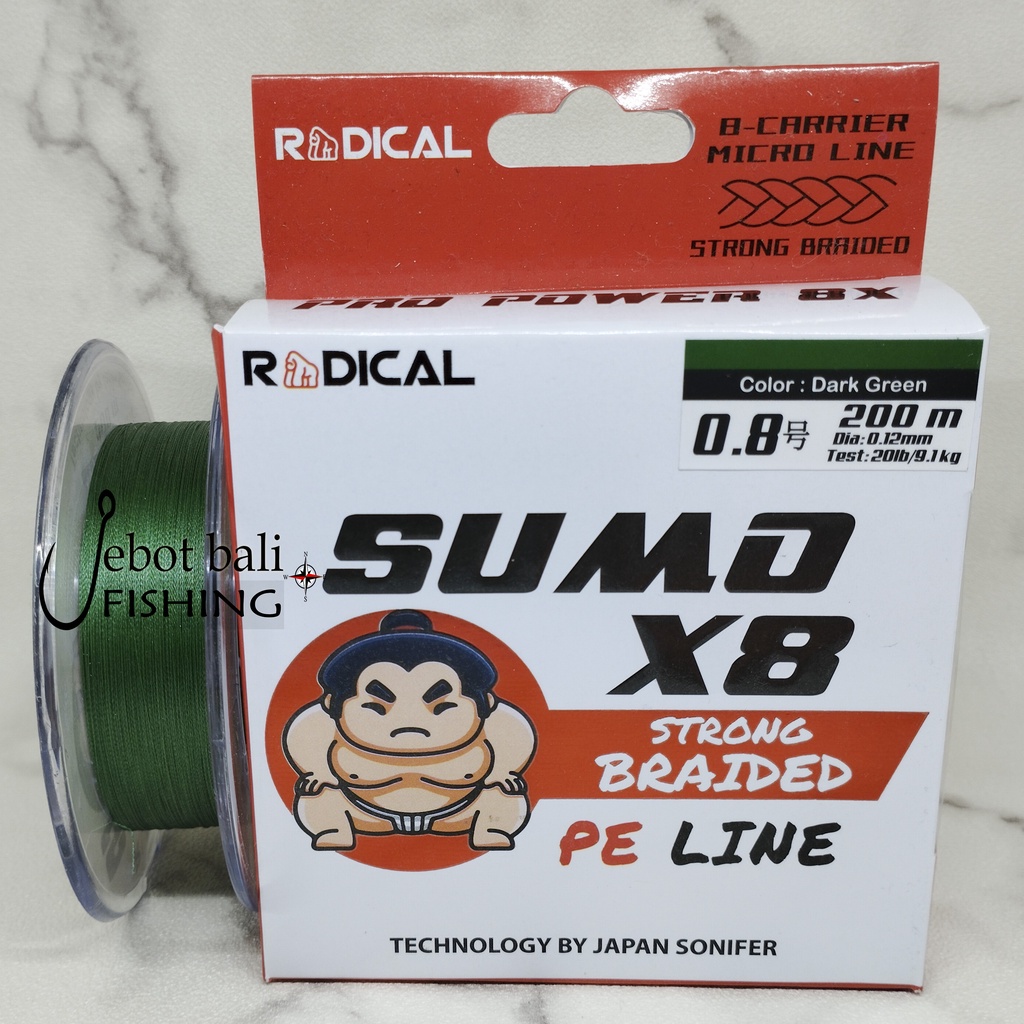 RADICAL
8-CARRIER
MICRO LINE
STRONG BRAIDED
PRO POWER 8X
RADICAL
Color : Dark Green
0.8号
200 m
Dia:0.12mm
Test:20lb/9.1kg
Jebot bali
FISHING
N
W
S
SUMO
X8
STRONG
BRAIDED
PE LINE
TECHNOLOGY BY JAPAN SONIFER